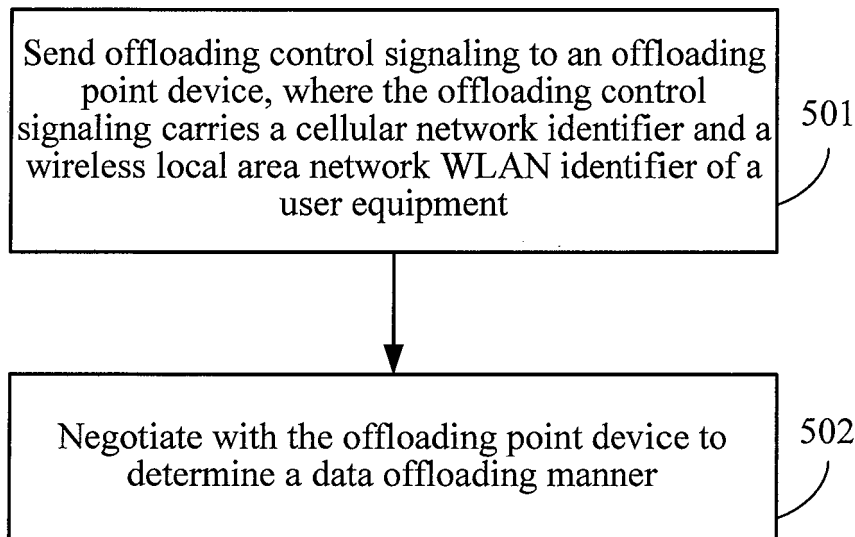 Send offloading control signaling to an offloading
point device, where the offloading control
signaling carries a cellular network identifier and a
wireless local area network WLAN identifier of a
user equipment
501
Negotiate with the offloading point device to
determine a data offloading manner
502